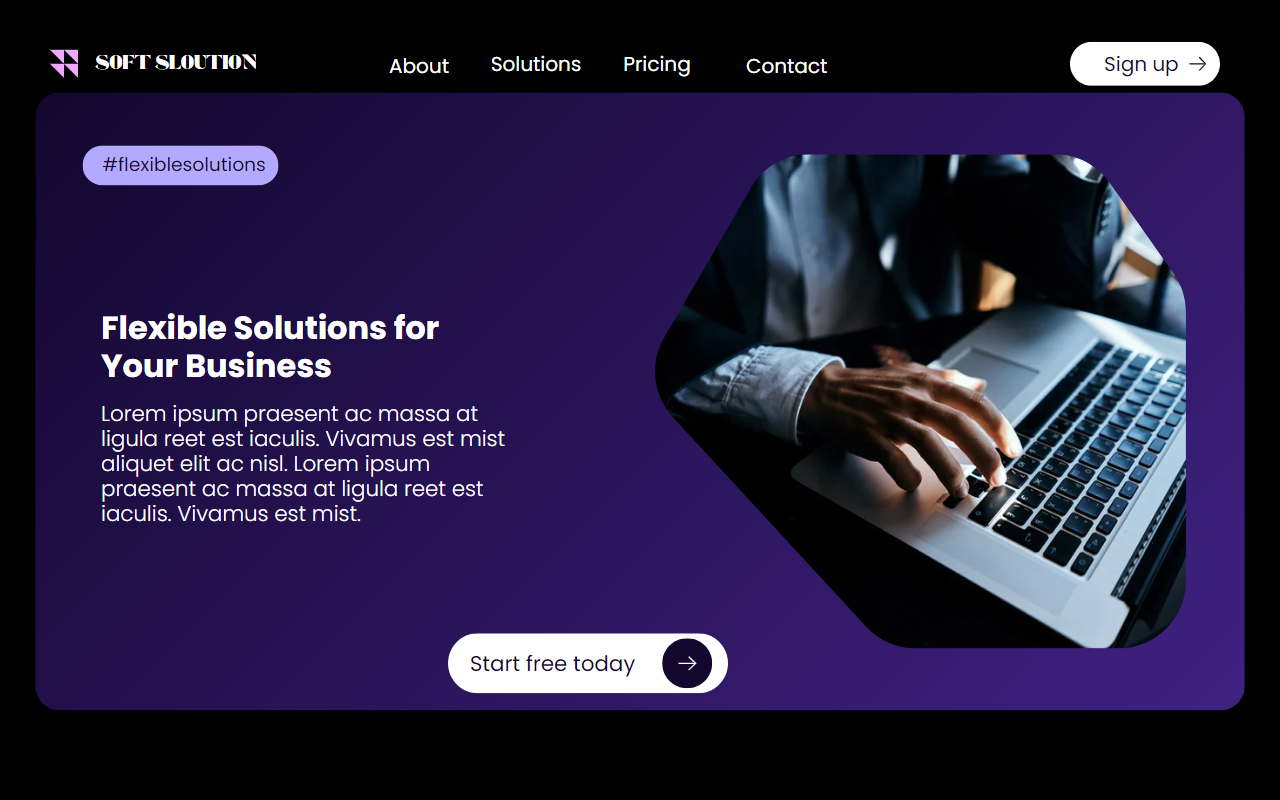 SOFT SLOUTION
About Solutions Pricing Contact
Sign up
#flexiblesolutions
Flexible Solutions for
Your Business
Lorem ipsum praesent ac massa at
ligula reet est iaculis. Vivamus est mist
aliquet elit ac nisl. Lorem ipsum
praesent ac massa at ligula reet est
iaculis. Vivamus est mist.
Start free today